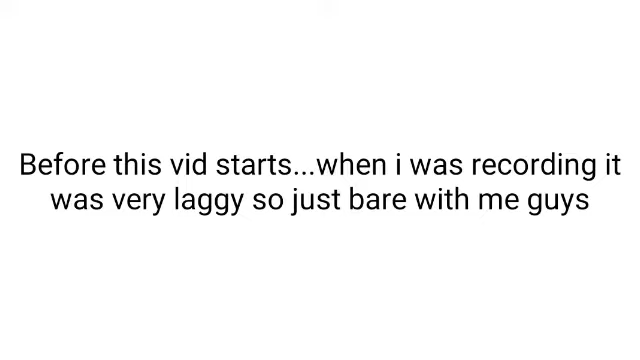 Before this vid starts...when i was recording it
was very laggy so just bare with me guys